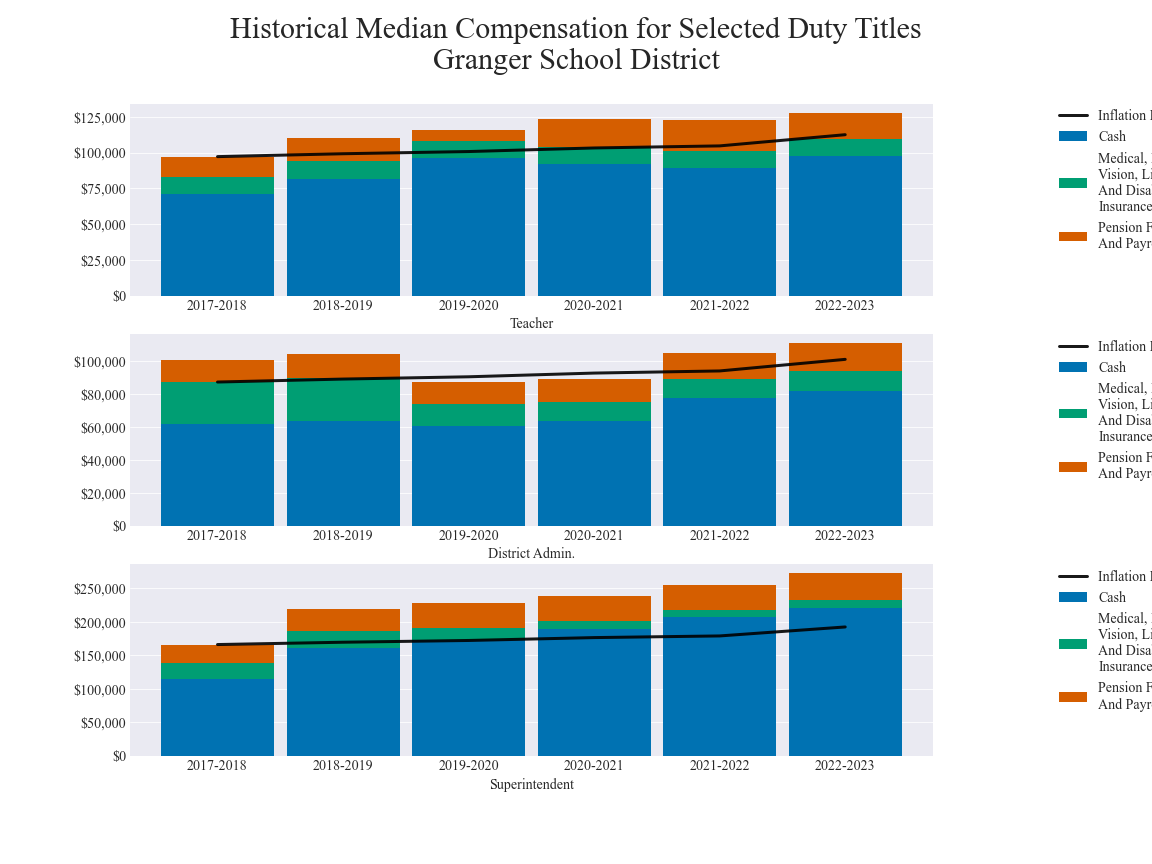 Historical Median Compensation for Selected Duty Titles
Granger School District
$125,000
$100,000
$75,000
$50,000
$25,000
$0
2017-2018 2018-2019 2019-2020 2020-2021 2021-2022 2022-2023
Teacher
Inflation
Cash
Medical,
Vision,
And
Insurance
Pension
And
$100,000
$80,000
$60,000
$40,000
$20,000
$0
2017-2018 2018-2019 2019-2020 2020-2021 2021-2022 2022-2023
District Admin.
Inflation
Cash
Medical,
Vision,
And
Insurance
Pension
And
$250,000
$200,000
$150,000
$100,000
$50,000
$0
2017-2018 2018-2019 2019-2020 2020-2021 2021-2022 2022-2023
Superintendent
Inflation
Cash
Medical,
Vision,
And
Insurance
Pension
And